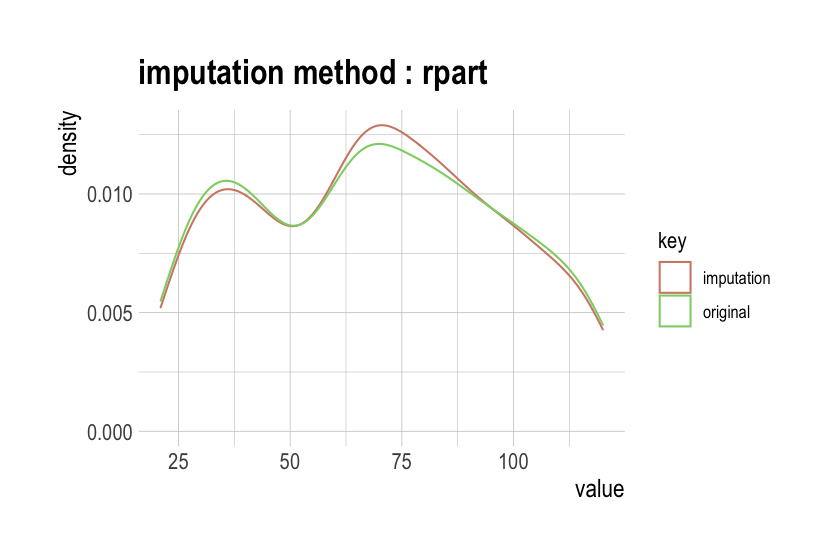 imputation method : rpart
density
0.010
0.005
0.000
25 50 75 100
value
key
imputation
original